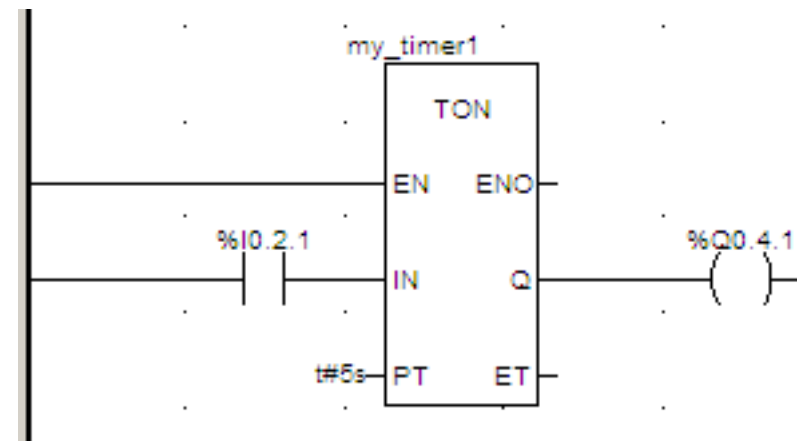 my_timer1
TON
EN ENO
%I0.2.1 %Q0.4.1
IN Q
t#5s PT ET